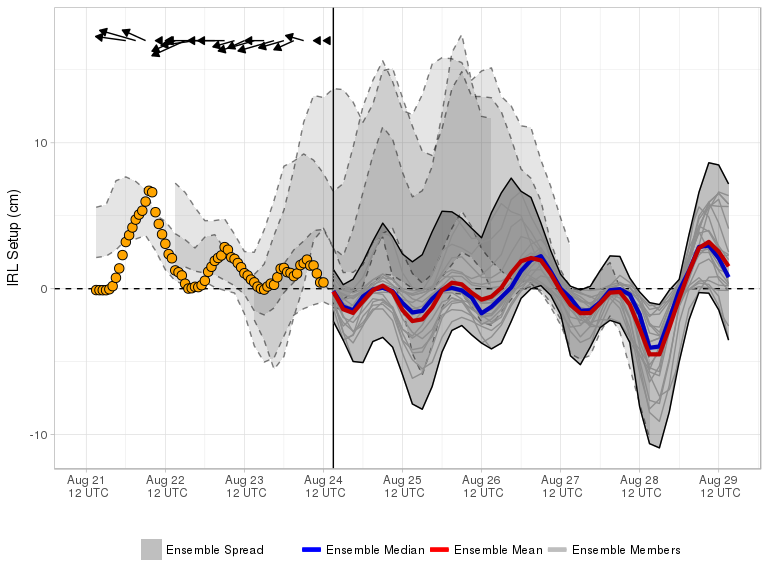 IRL Setup (cm)
10
0
-10
Aug 21 Aug 22 Aug 23 Aug 24 Aug 25 Aug 26 Aug 27 Aug 28 Aug 29
12 UTC 12 UTC 12 UTC 12 UTC 12 UTC 12 UTC 12 UTC 12 UTC 12 UTC
Ensemble Spread Ensemble Median Ensemble Mean Ensemble Members